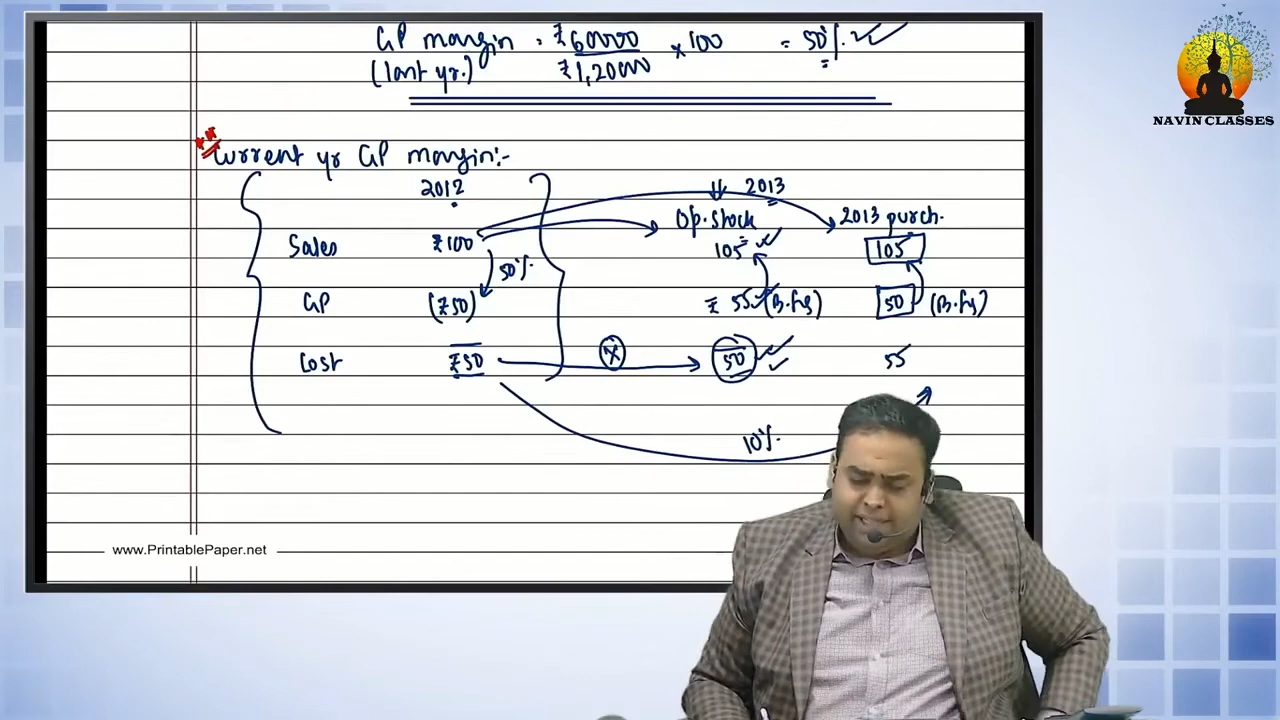 GP margin = ₹60000 × 100 = 50%.
(last yr.) ₹1,20000
NAVIN CLASSES
Current yr GP margin:-
2012 2013
Op. stock 2013 purch.
Sales ₹100 105 105
50%.
GP (₹50) ₹ 55 (B.fig) 50 (B.fig)
Cost ₹50 × 50 55
10%.
www.PrintablePaper.net